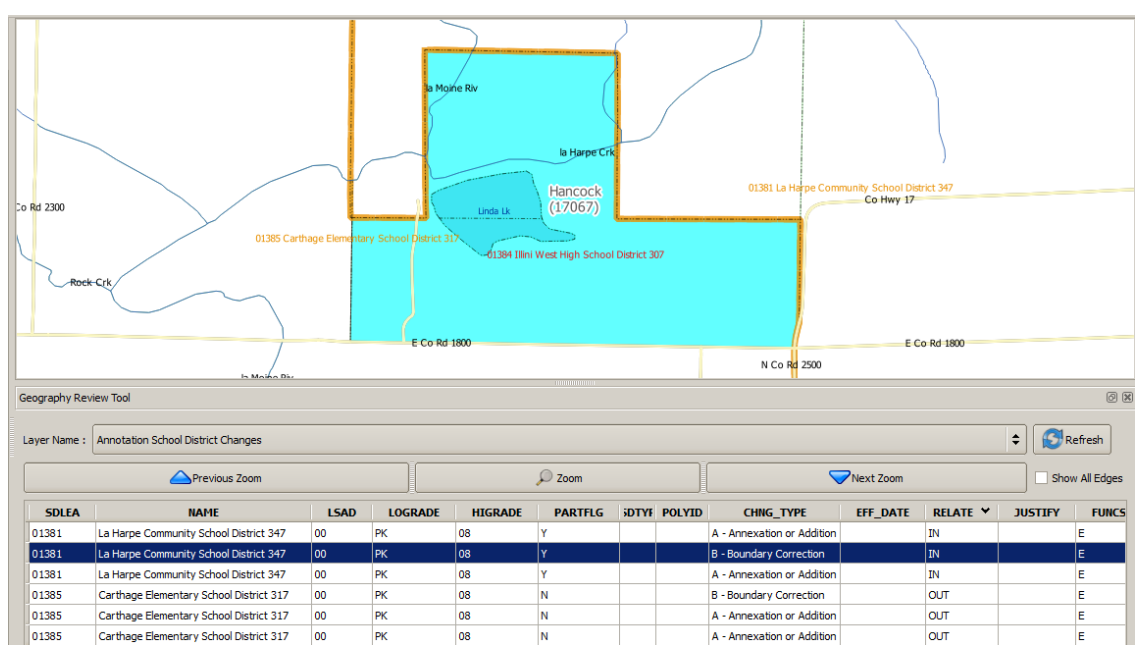 la Moine Riv
la Harpe Crk
Hancock
(17067)
01381 La Harpe Community School District 347
Co Hwy 17
Co Rd 2300
Linda Lk
01385 Carthage Elementary School District 317
01384 Illini West High School District 307
Rock Crk
E Co Rd 1800
E Co Rd 1800
N Co Rd 2500
la Moine Riv
Geography Review Tool
Layer Name : Annotation School District Changes Refresh
Previous Zoom Zoom Next Zoom Show All Edges
SDLEA NAME LSAD LOGRADE HIGRADE PARTFLG POLYID CHNG_TYPE EFF_DATE RELATE JUSTIFY FUNCS
01381 La Harpe Community School District 347 00 PK 08 Y A - Annexation or Addition IN E
01381 La Harpe Community School District 347 00 PK 08 Y B - Boundary Correction IN E
01381 La Harpe Community School District 347 00 PK 08 Y A - Annexation or Addition IN E
01385 Carthage Elementary School District 317 00 PK 08 N B - Boundary Correction OUT E
01385 Carthage Elementary School District 317 00 PK 08 N A - Annexation or Addition OUT E
01385 Carthage Elementary School District 317 00 PK 08 N A - Annexation or Addition OUT E